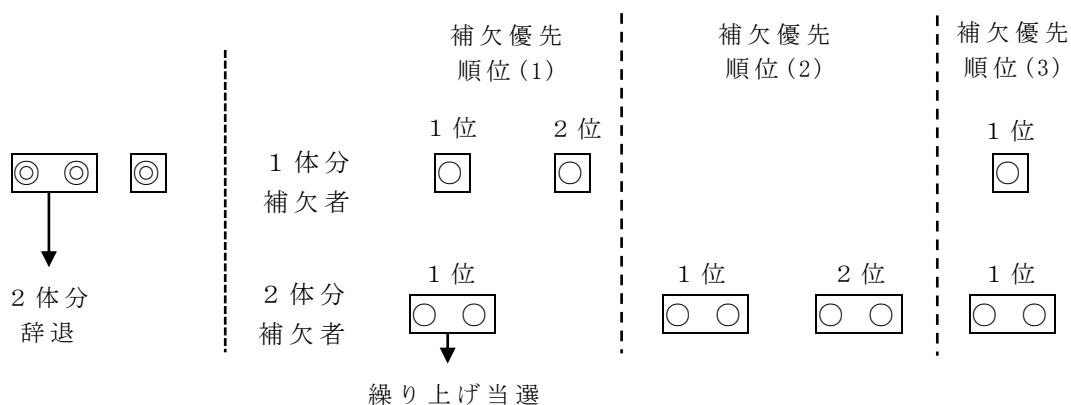 補欠優先
順位(1)
補欠優先
順位(2)
補欠優先
順位(3)
1位
2位
1位
◎ ◎ ◎
1体分
補欠者
○ ○ ○
2体分
辞退
2体分
補欠者
1位
1位
2位
1位
○ ○ ○ ○ ○ ○ ○ ○
繰り上げ当選